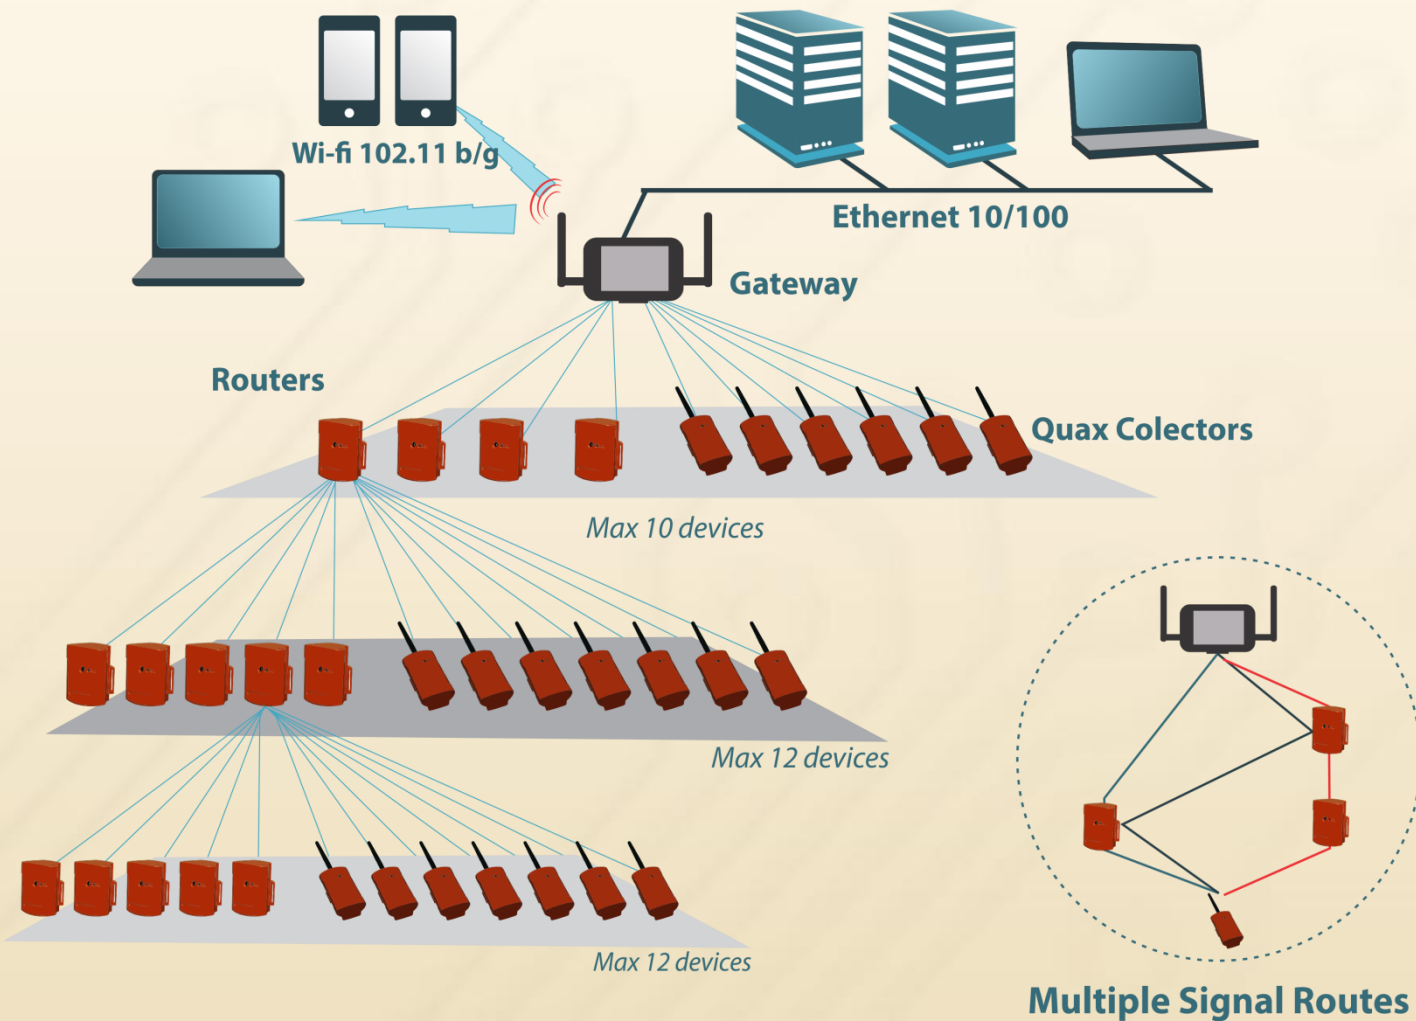 Wi-fi 102.11 b/g
Ethernet 10/100
Gateway
Routers
Quax Colectors
Max 10 devices
Max 12 devices
Max 12 devices
Multiple Signal Routes